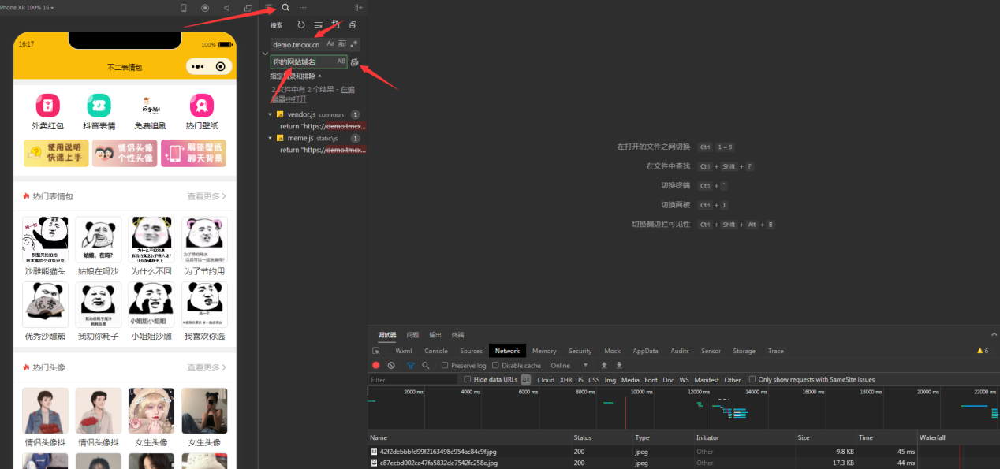 Phone XR 100% 16
16:17
100%
不二表情包
外卖红包
抖音表情
免费追剧
热门壁纸
使用说明
快速上手
情侣头像
个性头像
解锁壁纸
聊天背景
热门表情包
查看更多
沙雕熊猫头
姑娘，在吗？
姑娘在吗沙
为什么不回
为了节约用
优秀
优秀沙雕熊
我劝你耗子
小姐姐小姐姐
小姐姐沙雕
我喜欢你选
热门头像
查看更多
情侣头像抖
情侣头像抖
女生头像
女生头像
搜索
demo.tmcxx.cn
Aa
你的网站域名
AB
指定目录和排除
2 文件中有 2 个结果 - 在编
辑器中打开
vendor.js common 1
return "https://demo.tmcx...
meme.js static\js 1
return "https://demo.tmcx...
在打开的文件之间切换 Ctrl 1 ~ 9
在文件中查找 Ctrl + Shift + F
切换终端 Ctrl + `
切换面板 Ctrl + J
切换侧边栏可见性 Ctrl + Shift + Alt + B
调试器 问题 输出 终端
Wxml Console Sources Network Memory Security Mock AppData Audits Sensor Storage Trace 6
Preserve log Disable cache Online
Filter Hide data URLs All Cloud XHR JS CSS Img Media Font Doc WS Manifest Other Only show requests with SameSite issues
2000 ms 4000 ms 6000 ms 8000 ms 10000 ms 12000 ms 14000 ms 16000 ms 18000 ms 20000 ms 22000 ms
Name Status Type Initiator Size Time Waterfall
42f2debbbfd99f2163498e954ac84c9f.jpg 200 jpeg Other 9.8 KB 45 ms
c87ecbd002ce47fa5832de7542fc258e.jpg 200 jpeg Other 17.3 KB 44 ms